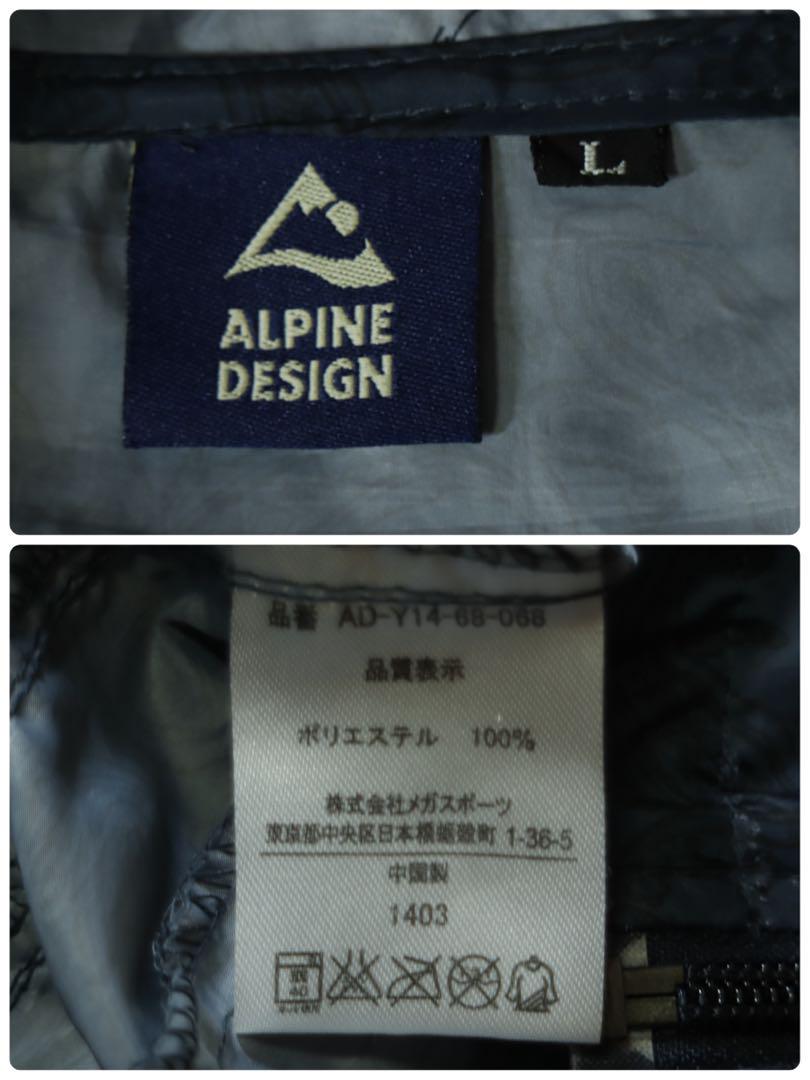 ALPINE
DESIGN
L
品番 AD-Y14-68-068
品質表示
ポリエステル 100%
株式会社メガスポーツ
東京都中央区日本橋蛎殻町 1-36-5
中国製
1403
40